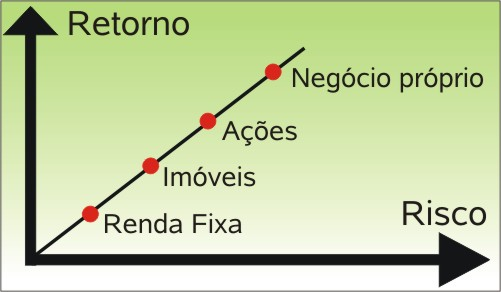 Retorno
Negócio próprio
Ações
Imóveis
Renda Fixa
Risco